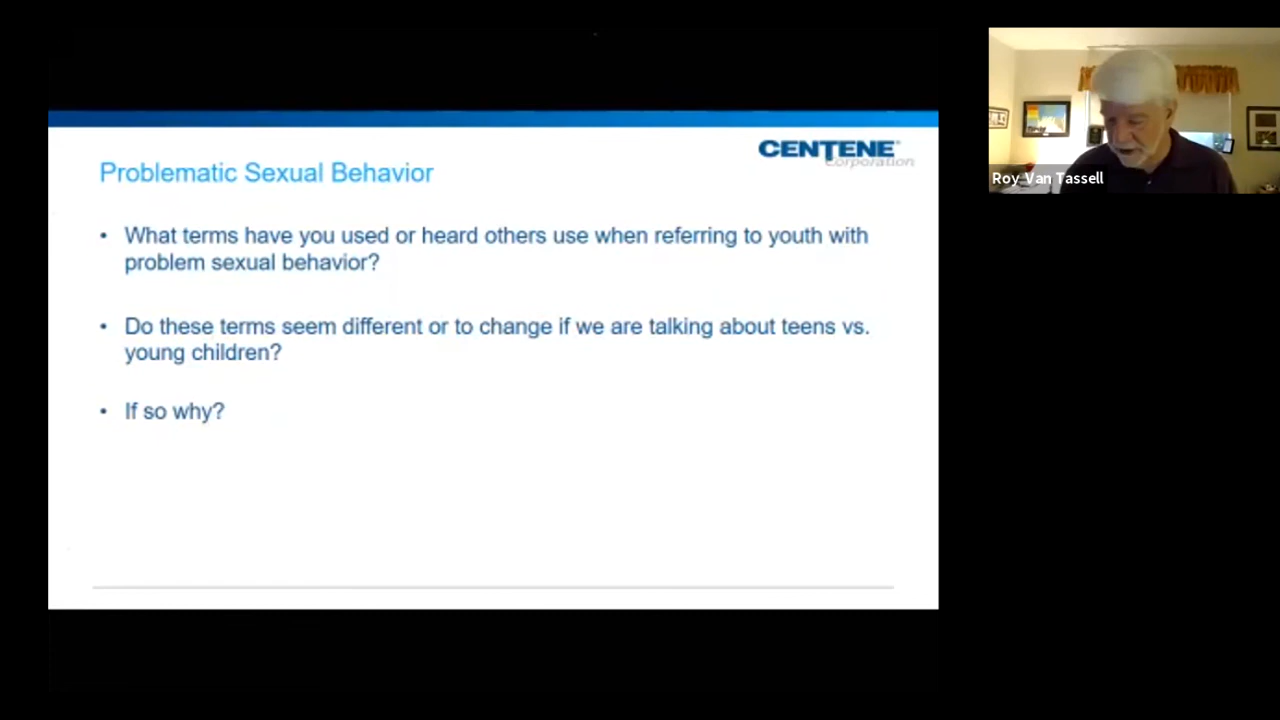 CENTENE®
Corporation
Problematic Sexual Behavior
• What terms have you used or heard others use when referring to youth with
problem sexual behavior?
• Do these terms seem different or to change if we are talking about teens vs.
young children?
• If so why?
Roy Van Tassell